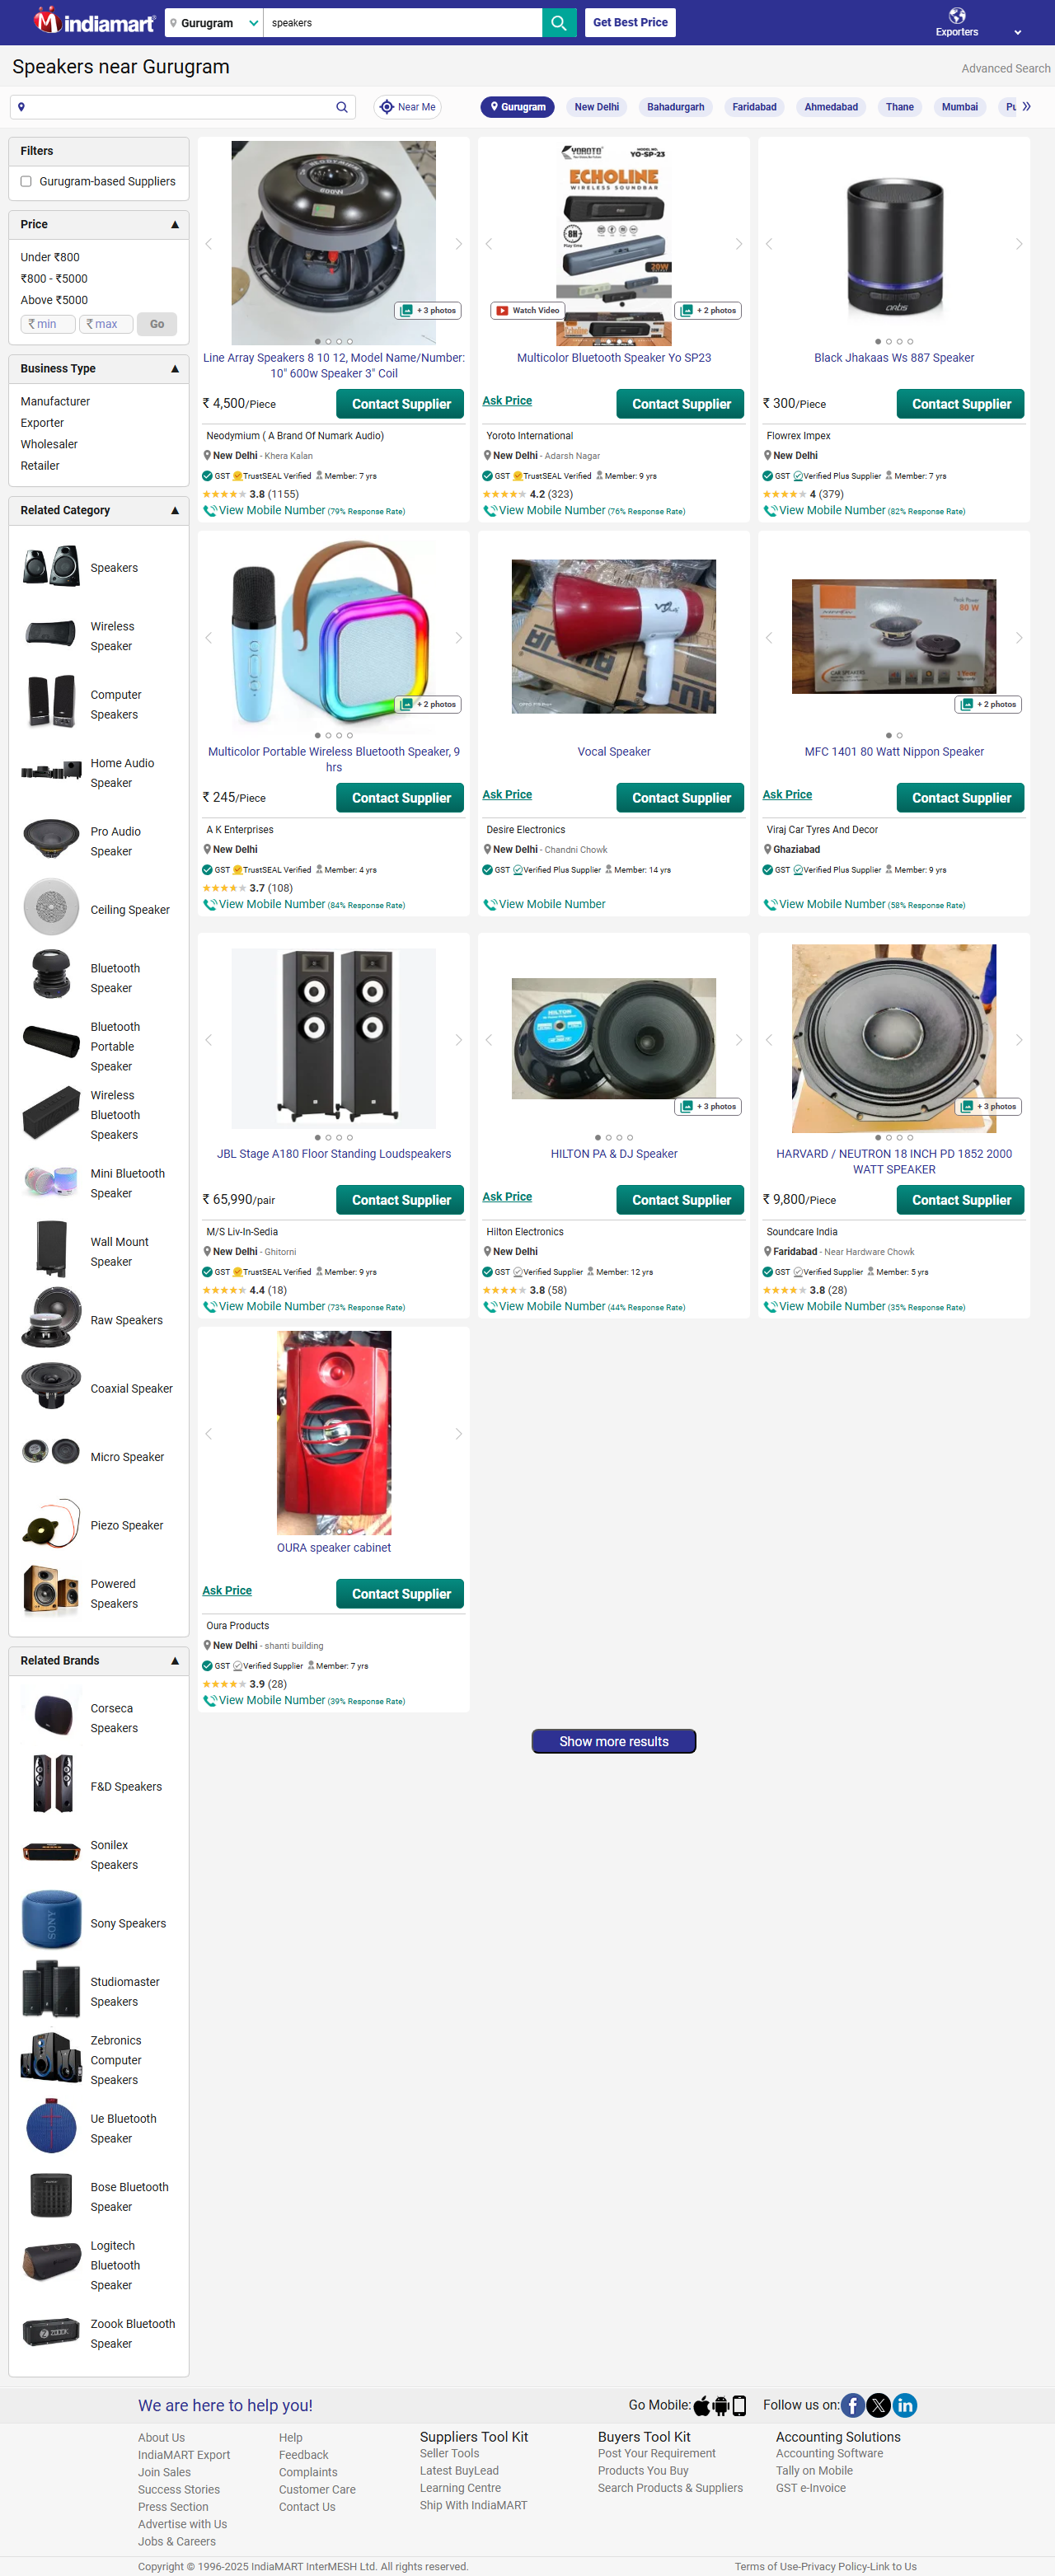 indiamart
Gurugram
speakers
Get Best Price
Exporters
Speakers near Gurugram
Advanced Search
Near Me
Gurugram
New Delhi
Bahadurgarh
Faridabad
Ahmedabad
Thane
Mumbai
Filters
Gurugram-based Suppliers
Price
Under ₹800
₹800 - ₹5000
Above ₹5000
₹ min
₹ max
Go
Business Type
Manufacturer
Exporter
Wholesaler
Retailer
Related Category
Speakers
Wireless
Speaker
Computer
Speakers
Home Audio
Speaker
Pro Audio
Speaker
Ceiling Speaker
Bluetooth
Speaker
Bluetooth
Portable
Speaker
Wireless
Bluetooth
Speakers
Mini Bluetooth
Speaker
Wall Mount
Speaker
Raw Speakers
Coaxial Speaker
Micro Speaker
Piezo Speaker
Powered
Speakers
Related Brands
Corseca
Speakers
F&D Speakers
Sonilex
Speakers
SONY
Sony Speakers
Studiomaster
Speakers
Zebronics
Computer
Speakers
Ue Bluetooth
Speaker
Bose Bluetooth
Speaker
Logitech
Bluetooth
Speaker
ZOOOK
Zoook Bluetooth
Speaker
600W
+ 3 photos
Line Array Speakers 8 10 12, Model Name/Number:
10" 600w Speaker 3" Coil
₹ 4,500/Piece
Contact Supplier
Neodymium ( A Brand Of Numark Audio)
New Delhi - Khera Kalan
GST TrustSEAL Verified Member: 7 yrs
3.8 (1155)
View Mobile Number (79% Response Rate)
YOROTO
YO-SP-23
ECHOLINE
WIRELESS SOUNDBAR
8H
20W
Watch Video
+ 2 photos
Multicolor Bluetooth Speaker Yo SP23
Ask Price
Contact Supplier
Yoroto International
New Delhi - Adarsh Nagar
GST TrustSEAL Verified Member: 9 yrs
4.2 (323)
View Mobile Number (76% Response Rate)
artis
Black Jhakaas Ws 887 Speaker
₹ 300/Piece
Contact Supplier
Flowrex Impex
New Delhi
GST Verified Plus Supplier Member: 7 yrs
4 (379)
View Mobile Number (82% Response Rate)
+ 2 photos
Multicolor Portable Wireless Bluetooth Speaker, 9
hrs
₹ 245/Piece
Contact Supplier
A K Enterprises
New Delhi
GST TrustSEAL Verified Member: 4 yrs
3.7 (108)
View Mobile Number (84% Response Rate)
AHUJA
Vocal Speaker
Ask Price
Contact Supplier
Desire Electronics
New Delhi - Chandni Chowk
GST Verified Plus Supplier Member: 14 yrs
View Mobile Number
Peak Power
80 W
CAR SPEAKERS
1 Year
+ 2 photos
MFC 1401 80 Watt Nippon Speaker
Ask Price
Contact Supplier
Viraj Car Tyres And Decor
Ghaziabad
GST Verified Plus Supplier Member: 9 yrs
View Mobile Number (58% Response Rate)
JBL Stage A180 Floor Standing Loudspeakers
₹ 65,990/pair
Contact Supplier
M/S Liv-In-Sedia
New Delhi - Ghitorni
GST TrustSEAL Verified Member: 9 yrs
4.4 (18)
View Mobile Number (73% Response Rate)
HILTON
+ 3 photos
HILTON PA & DJ Speaker
Ask Price
Contact Supplier
Hilton Electronics
New Delhi
GST Verified Supplier Member: 12 yrs
3.8 (58)
View Mobile Number (44% Response Rate)
+ 3 photos
HARVARD / NEUTRON 18 INCH PD 1852 2000
WATT SPEAKER
₹ 9,800/Piece
Contact Supplier
Soundcare India
Faridabad - Near Hardware Chowk
GST Verified Supplier Member: 5 yrs
3.8 (28)
View Mobile Number (35% Response Rate)
OURA speaker cabinet
Ask Price
Contact Supplier
Oura Products
New Delhi - shanti building
GST Verified Supplier Member: 7 yrs
3.9 (28)
View Mobile Number (39% Response Rate)
Show more results
We are here to help you!
Go Mobile:
Follow us on:
About Us
IndiaMART Export
Join Sales
Success Stories
Press Section
Advertise with Us
Jobs & Careers
Help
Feedback
Complaints
Customer Care
Contact Us
Suppliers Tool Kit
Seller Tools
Latest BuyLead
Learning Centre
Ship With IndiaMART
Buyers Tool Kit
Post Your Requirement
Products You Buy
Search Products & Suppliers
Accounting Solutions
Accounting Software
Tally on Mobile
GST e-Invoice
Copyright © 1996-2025 IndiaMART InterMESH Ltd. All rights reserved.
Terms of Use-Privacy Policy-Link to Us